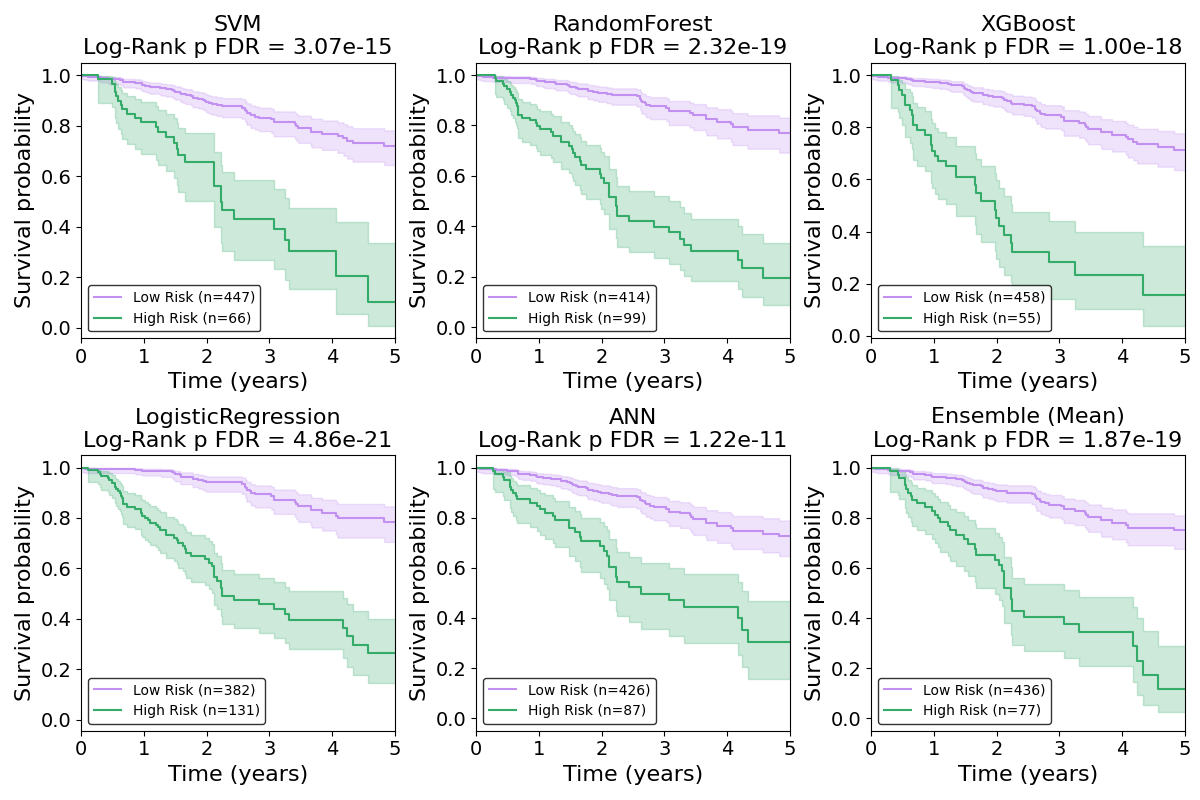 SVM
Log-Rank p FDR = 3.07e-15
Survival probability
1.0
0.8
0.6
0.4
0.2
0.0
Low Risk (n=447)
High Risk (n=66)
0 1 2 3 4 5
Time (years)
RandomForest
Log-Rank p FDR = 2.32e-19
Survival probability
1.0
0.8
0.6
0.4
0.2
0.0
Low Risk (n=414)
High Risk (n=99)
0 1 2 3 4 5
Time (years)
XGBoost
Log-Rank p FDR = 1.00e-18
Survival probability
1.0
0.8
0.6
0.4
0.2
0.0
Low Risk (n=458)
High Risk (n=55)
0 1 2 3 4 5
Time (years)
LogisticRegression
Log-Rank p FDR = 4.86e-21
Survival probability
1.0
0.8
0.6
0.4
0.2
0.0
Low Risk (n=382)
High Risk (n=131)
0 1 2 3 4 5
Time (years)
ANN
Log-Rank p FDR = 1.22e-11
Survival probability
1.0
0.8
0.6
0.4
0.2
0.0
Low Risk (n=426)
High Risk (n=87)
0 1 2 3 4 5
Time (years)
Ensemble (Mean)
Log-Rank p FDR = 1.87e-19
Survival probability
1.0
0.8
0.6
0.4
0.2
0.0
Low Risk (n=436)
High Risk (n=77)
0 1 2 3 4 5
Time (years)